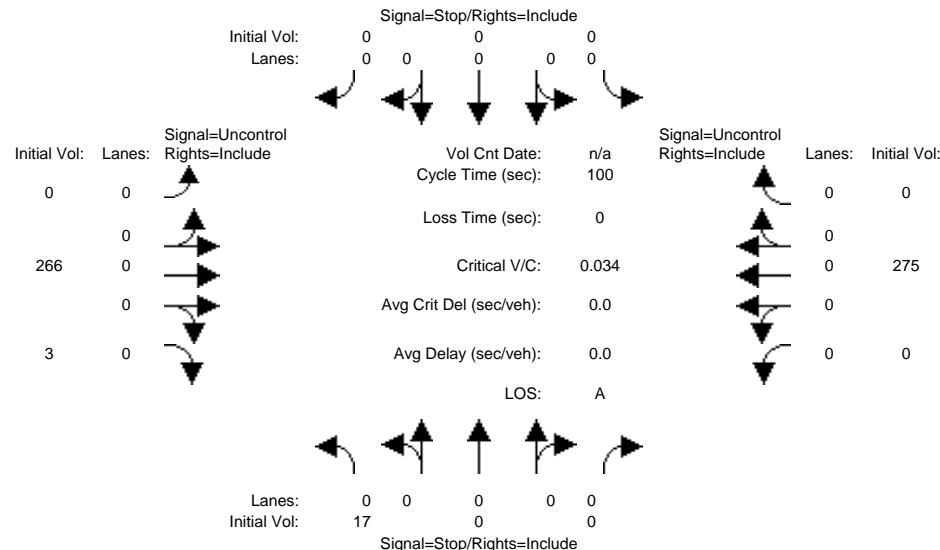 Signal=Stop/Rights=Include
Initial Vol: 0 0 0
Lanes: 0 0 0 0 0
Signal=Uncontrol Signal=Uncontrol
Initial Vol: Lanes: Rights=Include Vol Cnt Date: n/a Rights=Include Lanes: Initial Vol:
Cycle Time (sec): 100
0 0 0 0
Loss Time (sec): 0
0 0
266 0 Critical V/C: 0.034 0 275
0 Avg Crit Del (sec/veh): 0.0 0
3 0 Avg Delay (sec/veh): 0.0 0 0
LOS: A
Lanes: 0 0 0 0 0
Initial Vol: 17 0 0
Signal=Stop/Rights=Include